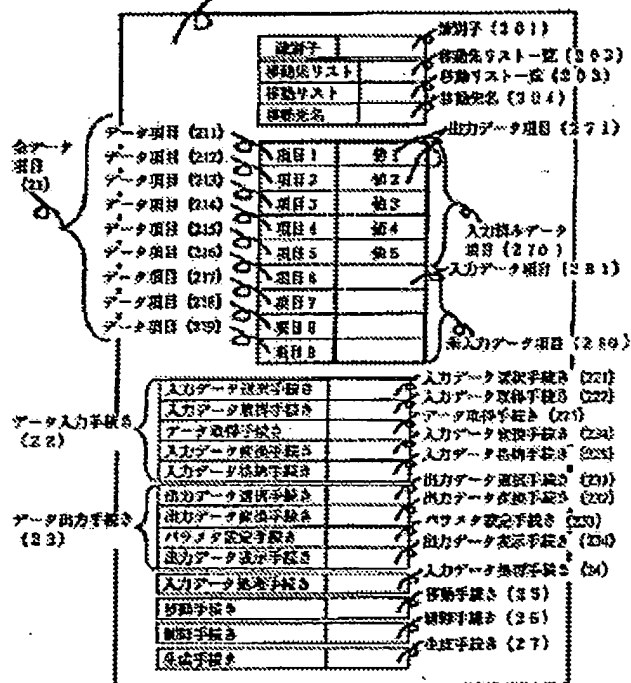 識別子
識別子 (201)
移動先リスト
移動先リスト一覧 (203)
移動リスト
移動リスト一覧 (202)
移動先名
移動先名 (204)
全データ
項目
(21)
データ項目 (211)
データ項目 (212)
データ項目 (213)
データ項目 (214)
データ項目 (215)
データ項目 (216)
データ項目 (217)
データ項目 (218)
データ項目 (219)
項目1 値1
項目2 値2
項目3 値3
項目4 値4
項目5 値5
項目6
項目7
項目8
項目9
出力データ項目 (271)
入力済みデータ
項目 (270)
入力データ項目 (281)
未入力データ項目 (280)
データ入力手続き
(22)
入力データ選択手続き
入力データ取得手続き
データ取得手続き
入力データ変換手続き
入力データ格納手続き
入力データ選択手続き (221)
入力データ取得手続き (222)
データ取得手続き (223)
入力データ変換手続き (224)
入力データ格納手続き (225)
データ出力手続き
(23)
出力データ選択手続き
出力データ変換手続き
パラメタ設定手続き
出力データ表示手続き
出力データ選択手続き (231)
出力データ変換手続き (232)
パラメタ設定手続き (233)
出力データ表示手続き (234)
入力データ処理手続き
移動手続き
手続き
生成手続き
入力データ処理手続き (24)
移動手続き (25)
手続き (26)
生成手続き (27)